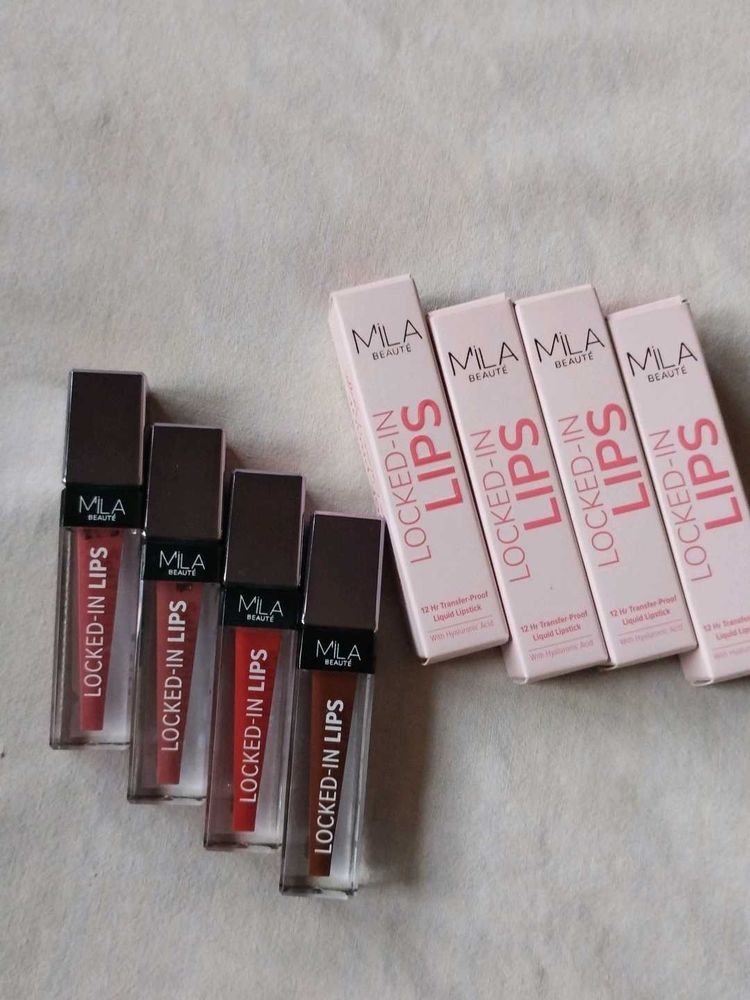 MILA
BEAUTÉ
LOCKED-IN LIPS
MILA
BEAUTÉ
LOCKED-IN LIPS
MILA
BEAUTÉ
LOCKED-IN LIPS
MILA
BEAUTÉ
LOCKED-IN LIPS
MILA
BEAUTÉ
LOCKED-IN
LIPS
12 Hr Transfer-Proof
Liquid Lipstick
With Hyaluronic Acid
MILA
BEAUTÉ
LOCKED-IN
LIPS
12 Hr Transfer-Proof
Liquid Lipstick
With Hyaluronic Acid
MILA
BEAUTÉ
LOCKED-IN
LIPS
12 Hr Transfer-Proof
Liquid Lipstick
With Hyaluronic Acid
MILA
BEAUTÉ
LOCKED-IN
LIPS
12 Hr Transfer-Proof
Liquid Lipstick
With